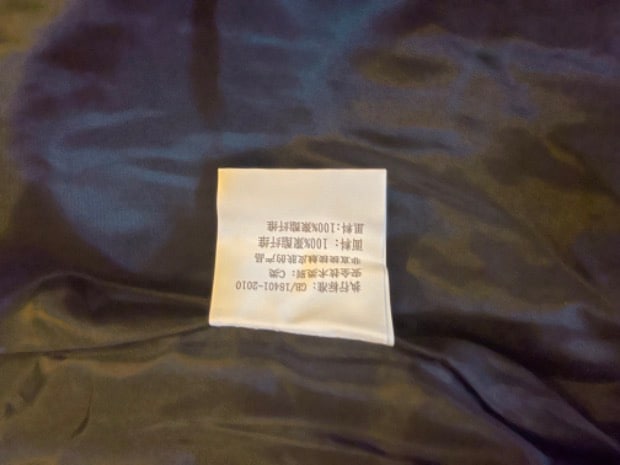 执行标准: GB/18401-2010
安全技术类别: C类
非直接接触皮肤的产品
面料: 100%聚酯纤维
里料:100%聚酯纤维